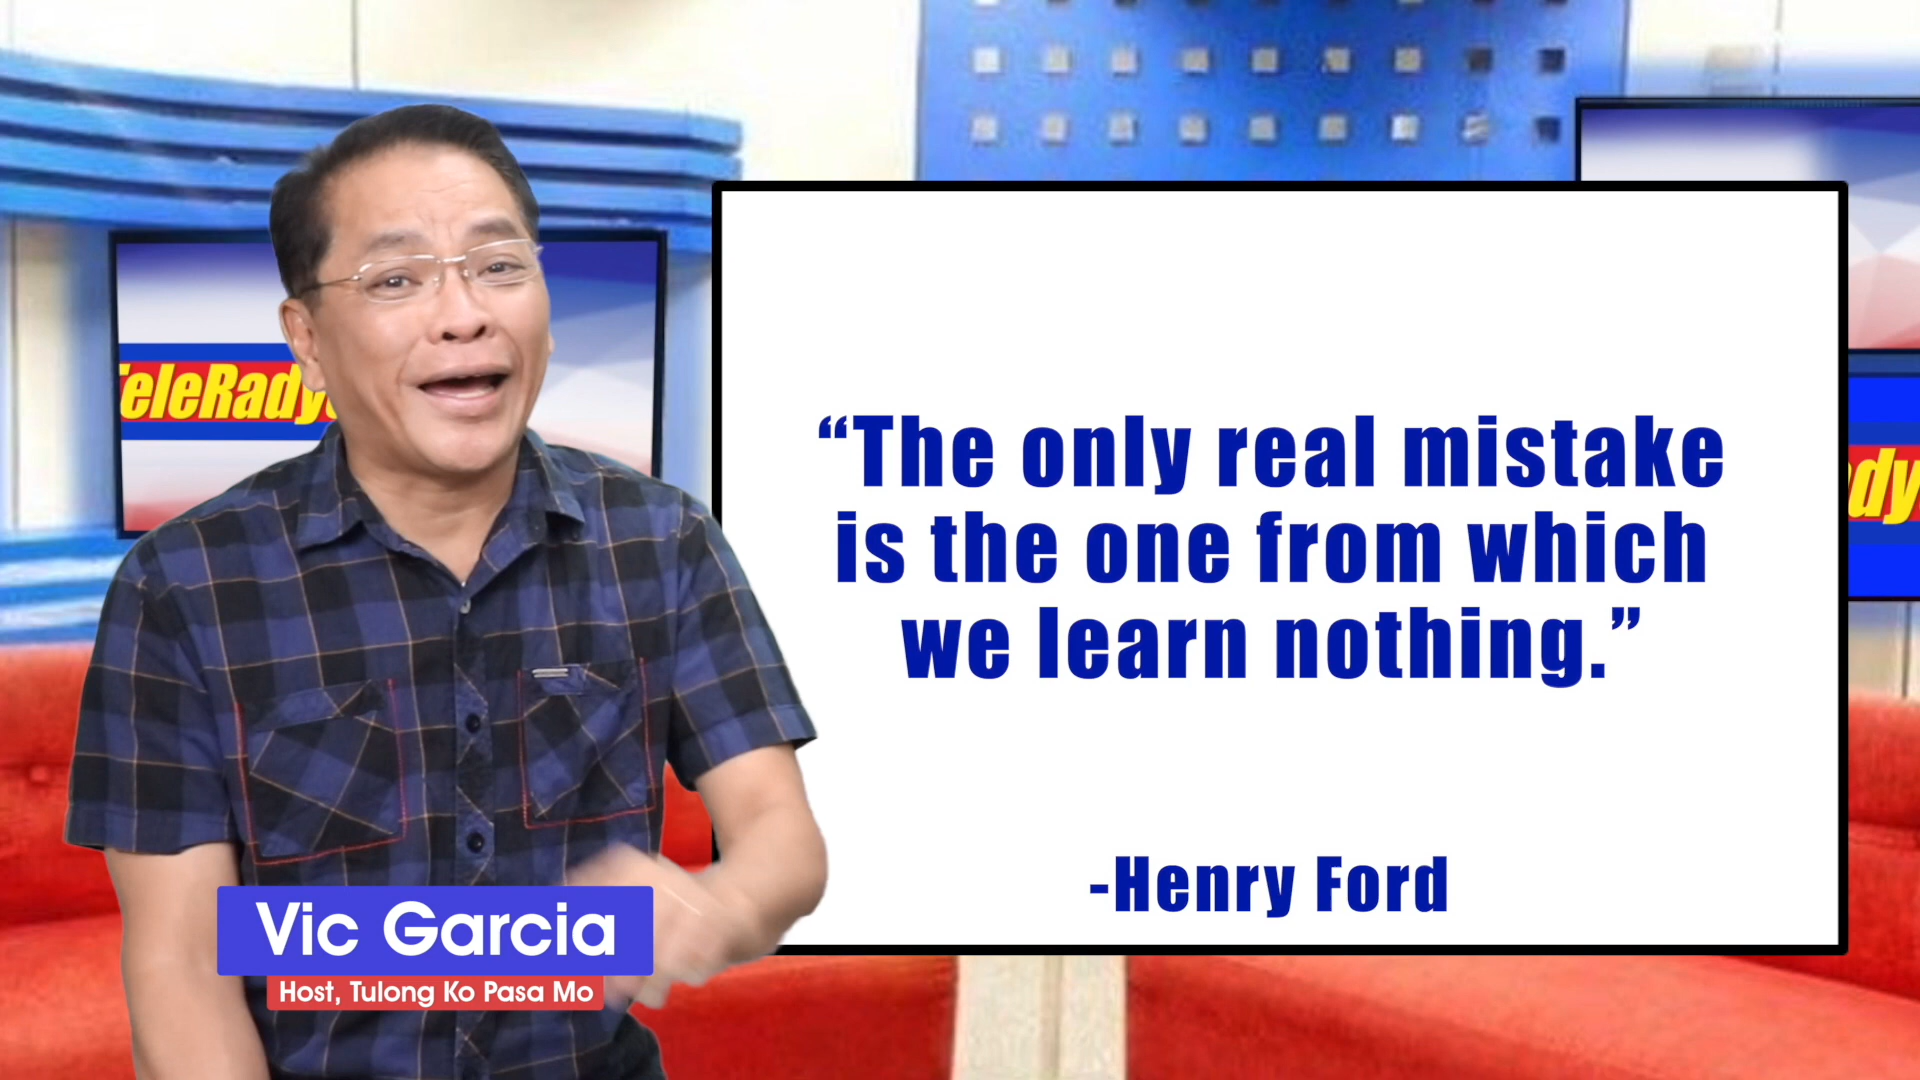 TeleRadyo
“The only real mistake
is the one from which
we learn nothing.”
-Henry Ford
Vic Garcia
Host, Tulong Ko Pasa Mo